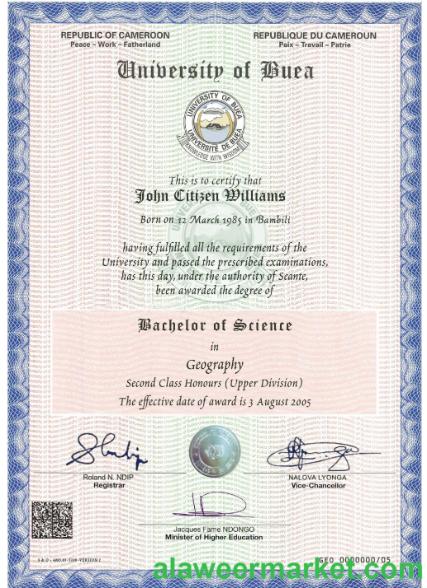 REPUBLIC OF CAMEROON
Peace – Work – Fatherland
REPUBLIQUE DU CAMEROUN
Paix – Travail – Patrie
University of Buea
UNIVERSITY OF BUEA
UNIVERSITÉ DE BUEA
KNOWLEDGE WITH WISDOM
This is to certify that
John Citizen Williams
Born on 12 March 1985 in Bambili
having fulfilled all the requirements of the
University and passed the prescribed examinations,
has this day, under the authority of Seante,
been awarded the degree of
Bachelor of Science
in
Geography
Second Class Honours (Upper Division)
The effective date of award is 3 August 2005
Roland N. NDIP
Registrar
NALOVA LYONGA
Vice-Chancellor
Jacques Fame NDONGO
Minister of Higher Education
GEO 0000000/05
alaweormarket.com